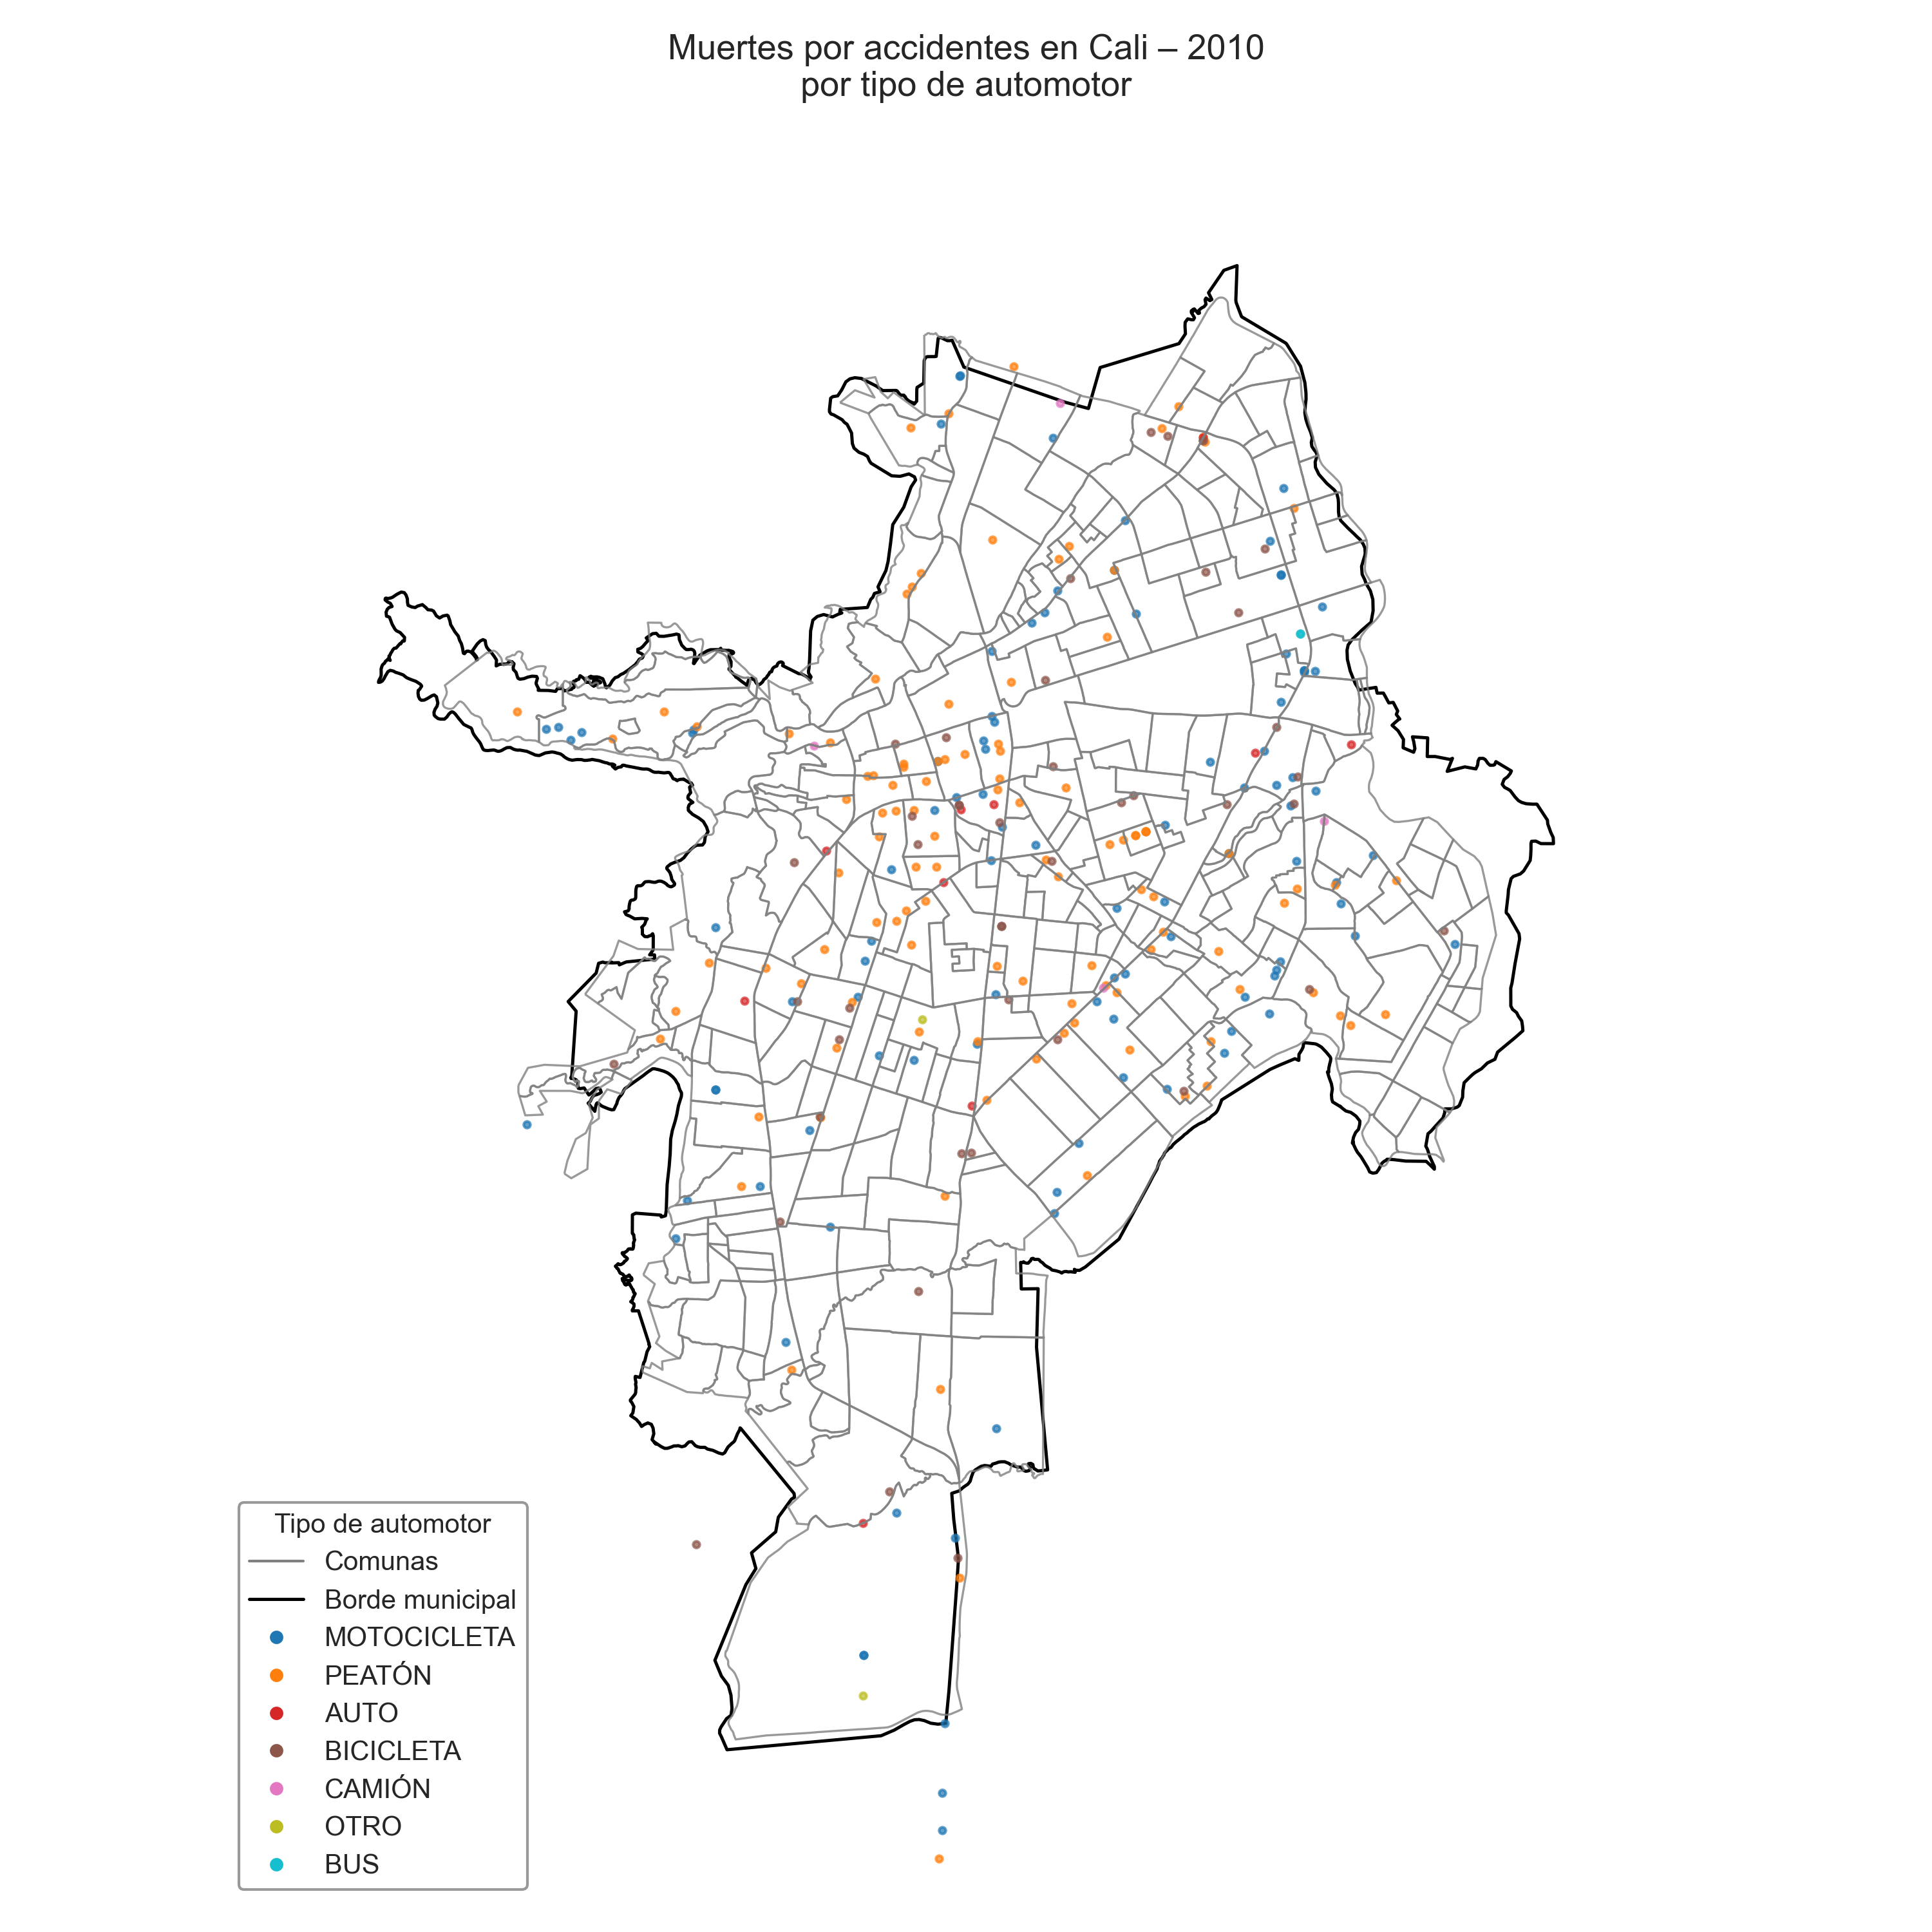 Muertes por accidentes en Cali – 2010
por tipo de automotor
Tipo de automotor
Comunas
Borde municipal
MOTOCICLETA
PEATÓN
AUTO
BICICLETA
CAMIÓN
OTRO
BUS